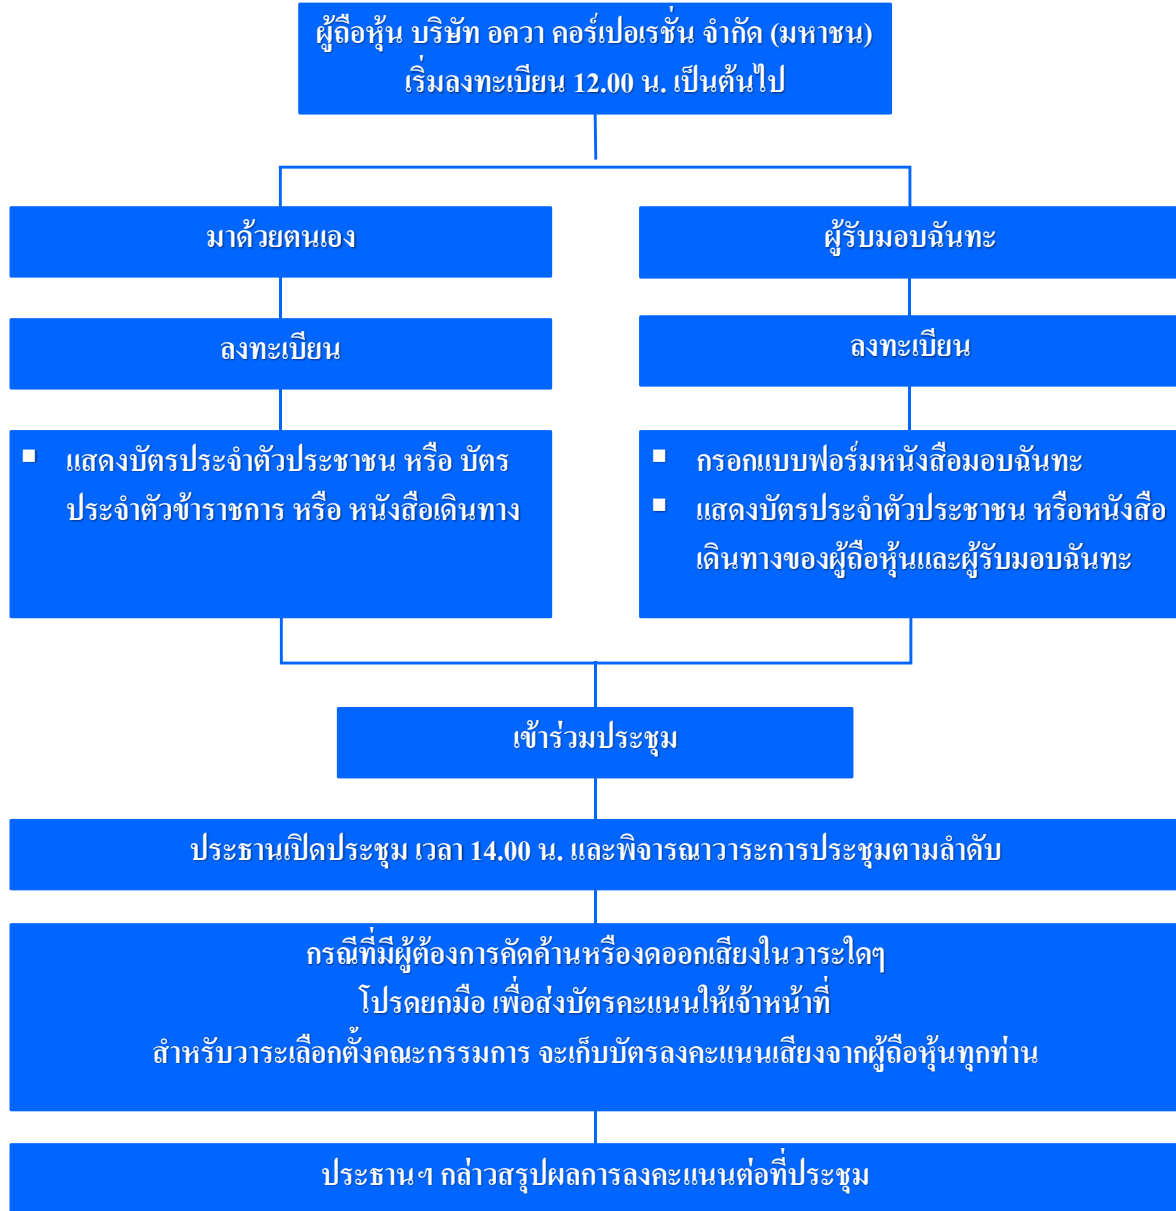 ผู้ถือหุ้น บริษัท อควา คอร์เปอเรชั่น จำกัด (มหาชน)
เริ่มลงทะเบียน 12.00 น. เป็นต้นไป
มาด้วยตนเอง
ลงทะเบียน
▪ แสดงบัตรประจำตัวประชาชน หรือ บัตร
ประจำตัวข้าราชการ หรือ หนังสือเดินทาง
ผู้รับมอบฉันทะ
ลงทะเบียน
▪ กรอกแบบฟอร์มหนังสือมอบฉันทะ
▪ แสดงบัตรประจำตัวประชาชน หรือหนังสือ
เดินทางของผู้ถือหุ้นและผู้รับมอบฉันทะ
เข้าร่วมประชุม
ประธานเปิดประชุม เวลา 14.00 น. และพิจารณาวาระการประชุมตามลำดับ
กรณีที่มีผู้ต้องการคัดค้านหรืองดออกเสียงในวาระใดๆ
โปรดยกมือ เพื่อส่งบัตรคะแนนให้เจ้าหน้าที่
สำหรับวาระเลือกตั้งคณะกรรมการ จะเก็บบัตรลงคะแนนเสียงจากผู้ถือหุ้นทุกท่าน
ประธานฯ กล่าวสรุปผลการลงคะแนนต่อที่ประชุม